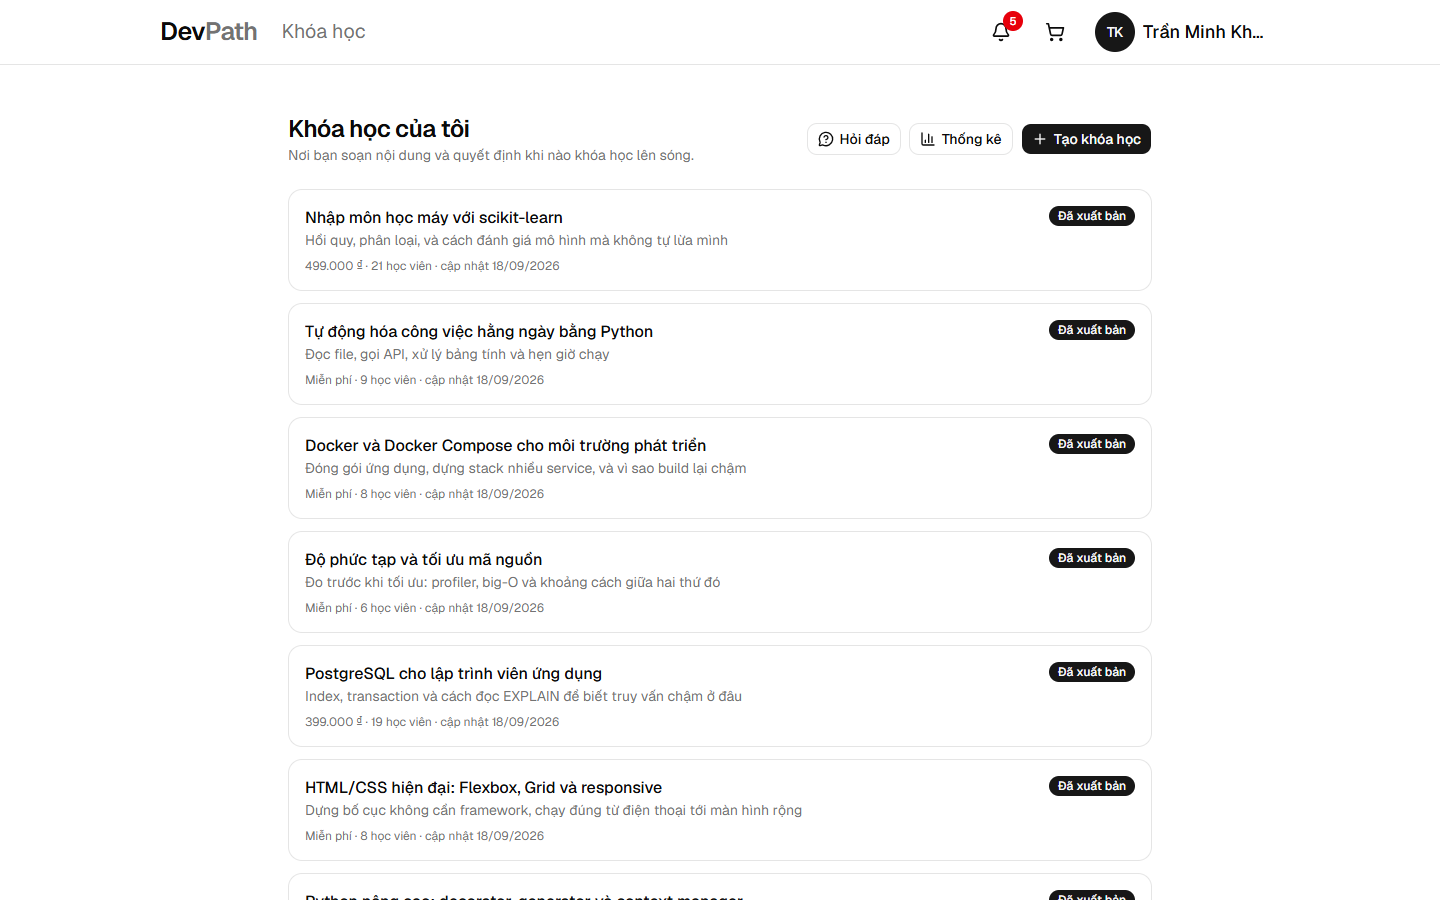 DevPath
Khóa học
5
TK
Trần Minh Kh...
Khóa học của tôi
Nơi bạn soạn nội dung và quyết định khi nào khóa học lên sóng.
Hỏi đáp
Thống kê
Tạo khóa học
Nhập môn học máy với scikit-learn
Đã xuất bản
Hồi quy, phân loại, và cách đánh giá mô hình mà không tự lừa mình
499.000 ₫ · 21 học viên · cập nhật 18/09/2026
Tự động hóa công việc hằng ngày bằng Python
Đã xuất bản
Đọc file, gọi API, xử lý bảng tính và hẹn giờ chạy
Miễn phí · 9 học viên · cập nhật 18/09/2026
Docker và Docker Compose cho môi trường phát triển
Đã xuất bản
Đóng gói ứng dụng, dựng stack nhiều service, và vì sao build lại chậm
Miễn phí · 8 học viên · cập nhật 18/09/2026
Độ phức tạp và tối ưu mã nguồn
Đã xuất bản
Đo trước khi tối ưu: profiler, big-O và khoảng cách giữa hai thứ đó
Miễn phí · 6 học viên · cập nhật 18/09/2026
PostgreSQL cho lập trình viên ứng dụng
Đã xuất bản
Index, transaction và cách đọc EXPLAIN để biết truy vấn chậm ở đâu
399.000 ₫ · 19 học viên · cập nhật 18/09/2026
HTML/CSS hiện đại: Flexbox, Grid và responsive
Đã xuất bản
Dựng bố cục không cần framework, chạy đúng từ điện thoại tới màn hình rộng
Miễn phí · 8 học viên · cập nhật 18/09/2026
Python nâng cao: decorator, generator và context manager
Đã xuất bản